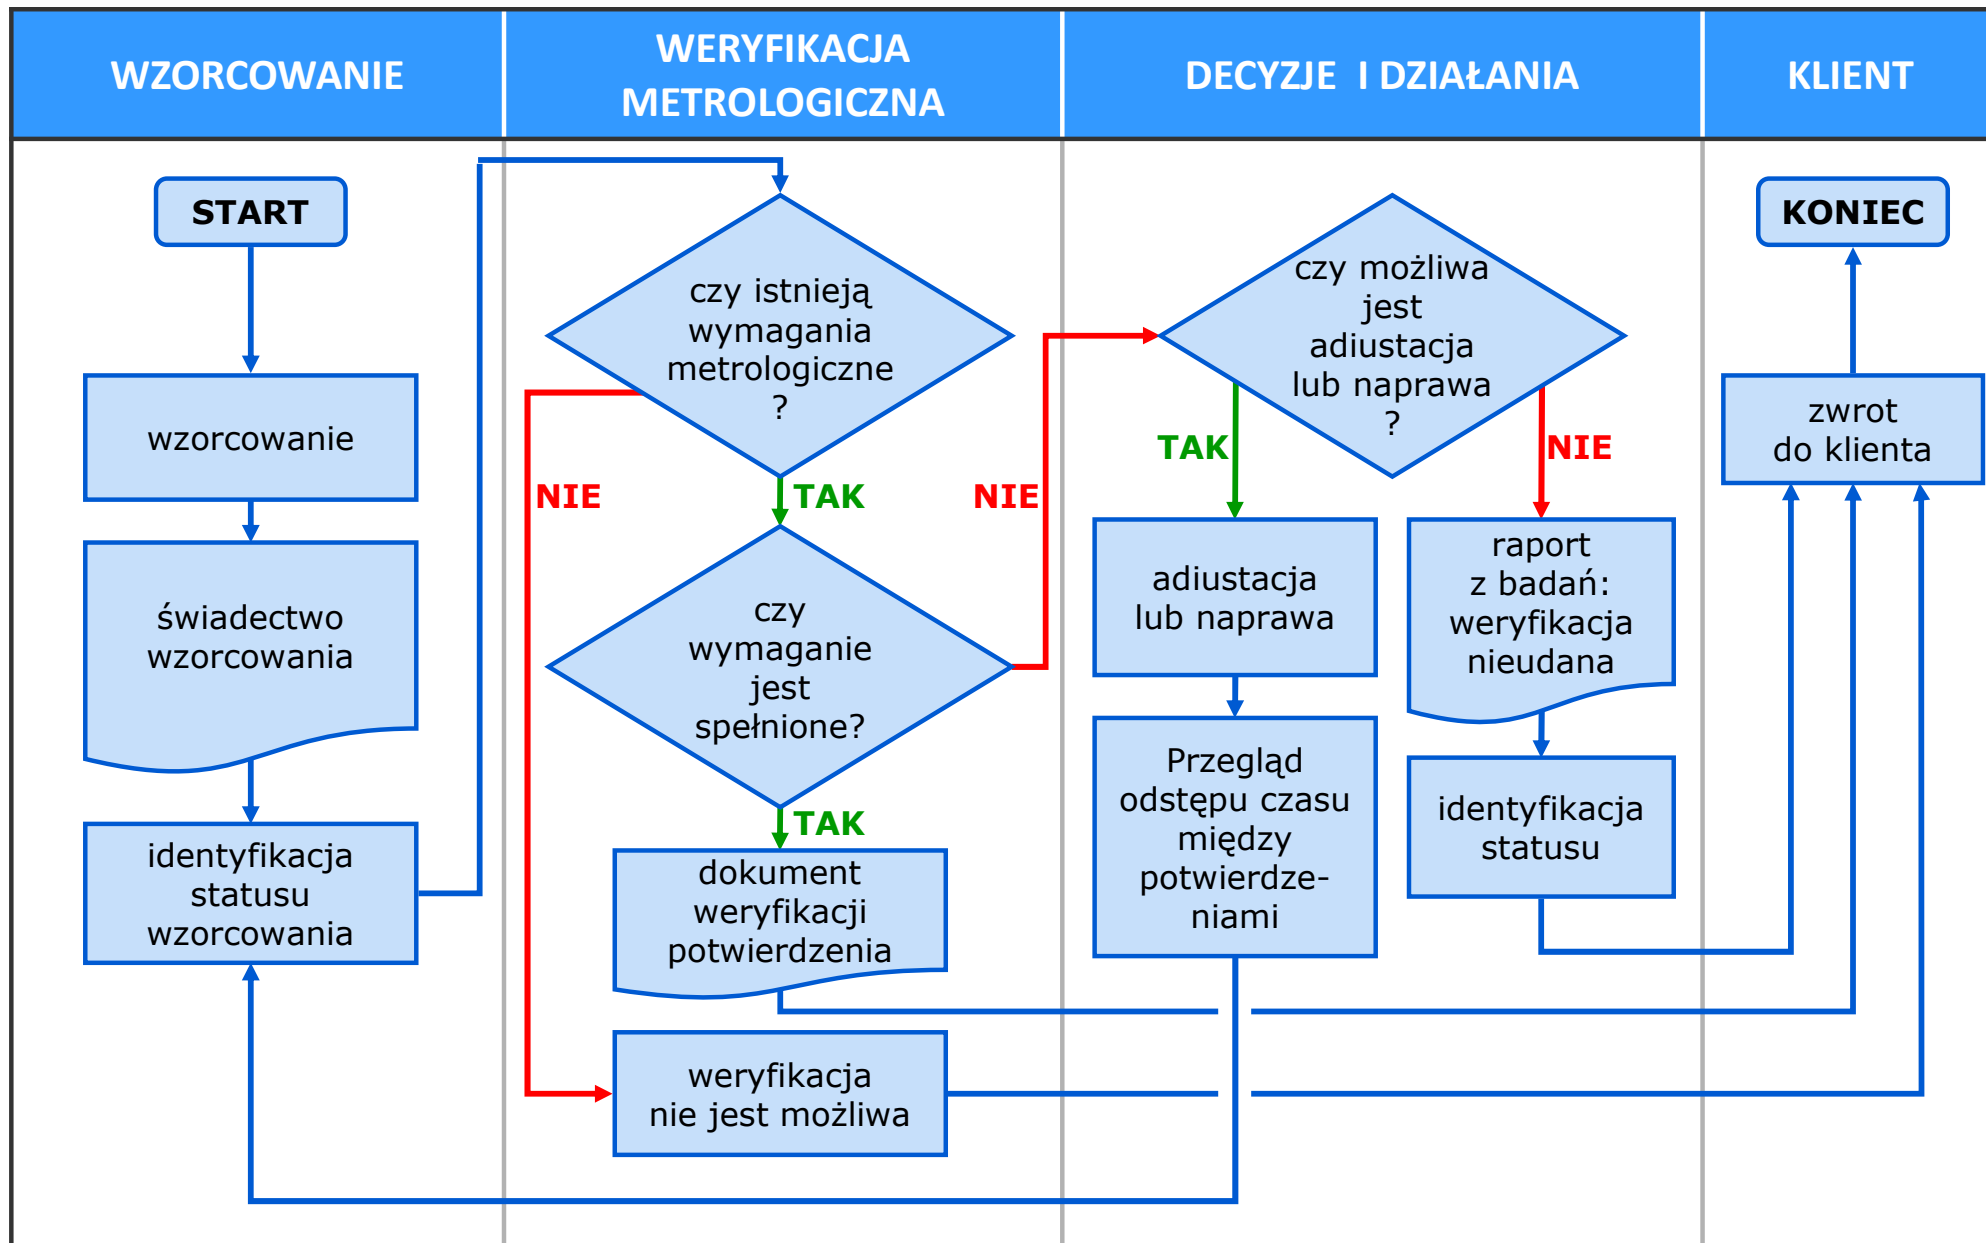 WZORCOWANIE
WERYFIKACJA
METROLOGICZNA
DECYZJE I DZIAŁANIA
KLIENT
START
wzorcowanie
świadectwo
wzorcowania
identyfikacja
statusu
wzorcowania
czy istnieją
wymagania
metrologiczne
?
NIE
TAK
NIE
czy
wymaganie
jest
spełnione?
TAK
dokument
weryfikacji
potwierdzenia
weryfikacja
nie jest możliwa
czy możliwa
jest
adiustacja
lub naprawa
?
TAK
NIE
adiustacja
lub naprawa
Przegląd
odstępu czasu
między
potwierdze-
niami
raport
z badań:
weryfikacja
nieudana
identyfikacja
statusu
KONIEC
zwrot
do klienta